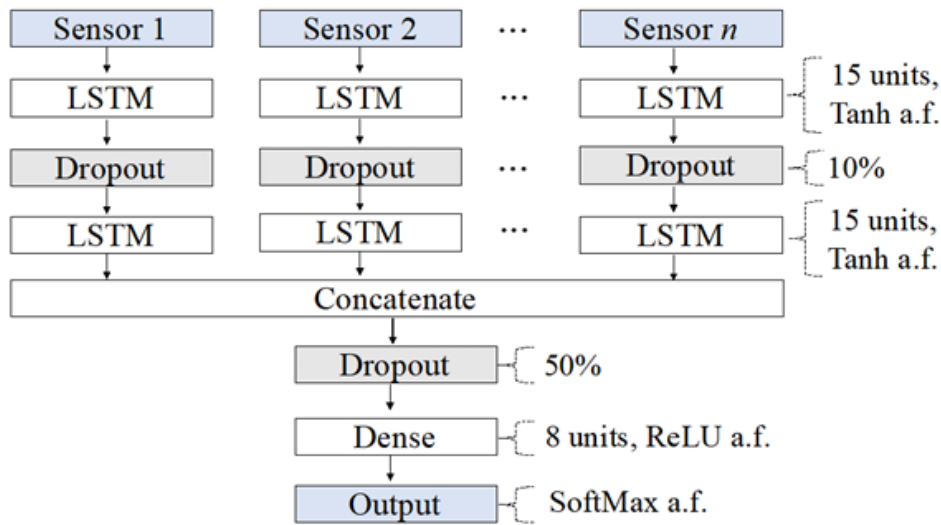 Sensor 1
Sensor 2
...
Sensor n
LSTM
LSTM
...
LSTM
15 units,
Tanh a.f.
Dropout
Dropout
...
Dropout
10%
LSTM
LSTM
...
LSTM
15 units,
Tanh a.f.
Concatenate
Dropout
50%
Dense
8 units, ReLU a.f.
Output
SoftMax a.f.